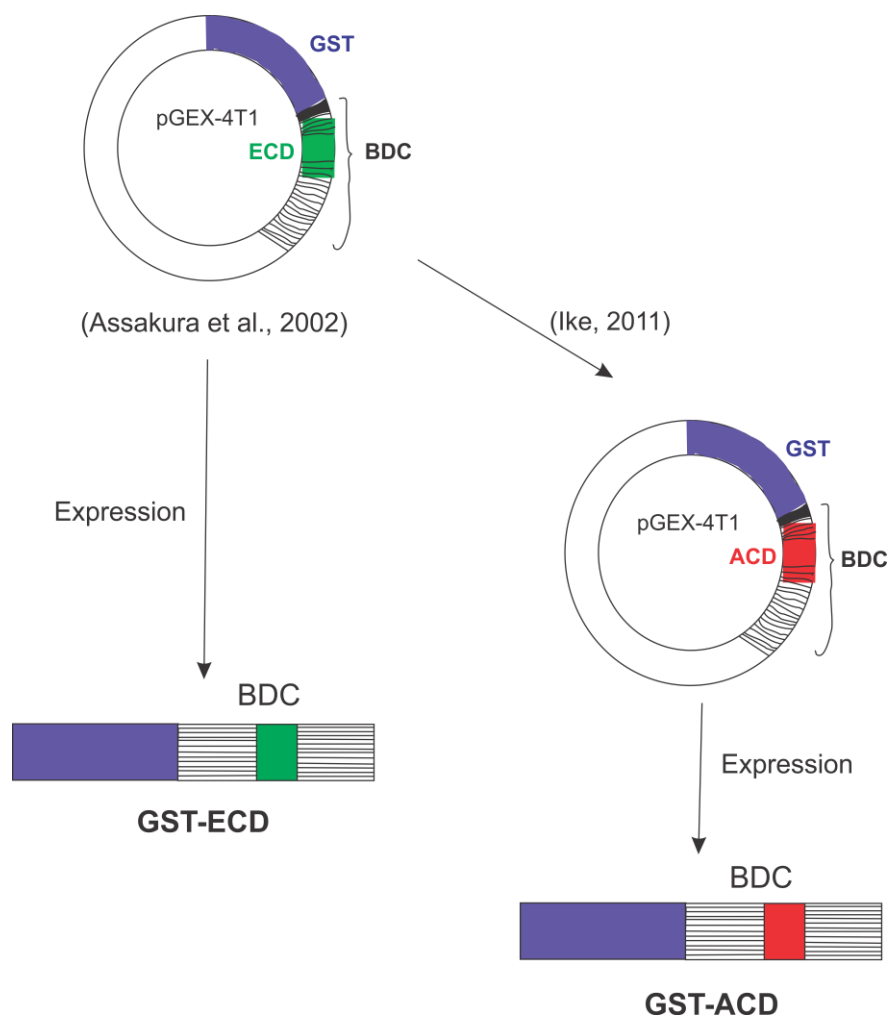 GST
pGEX-4T1
ECD
BDC
(Assakura et al., 2002)
(Ike, 2011)
Expression
GST
pGEX-4T1
ACD
BDC
BDC
GST-ECD
Expression
BDC
GST-ACD